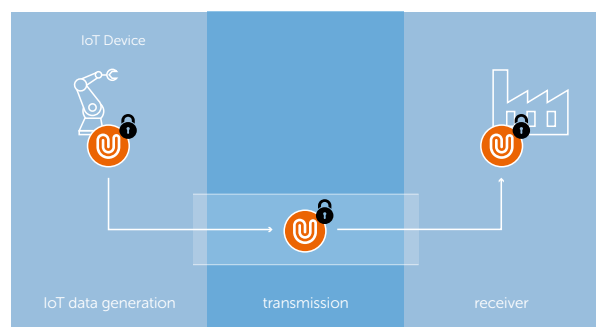 IoT Device
IoT data generation
transmission
receiver